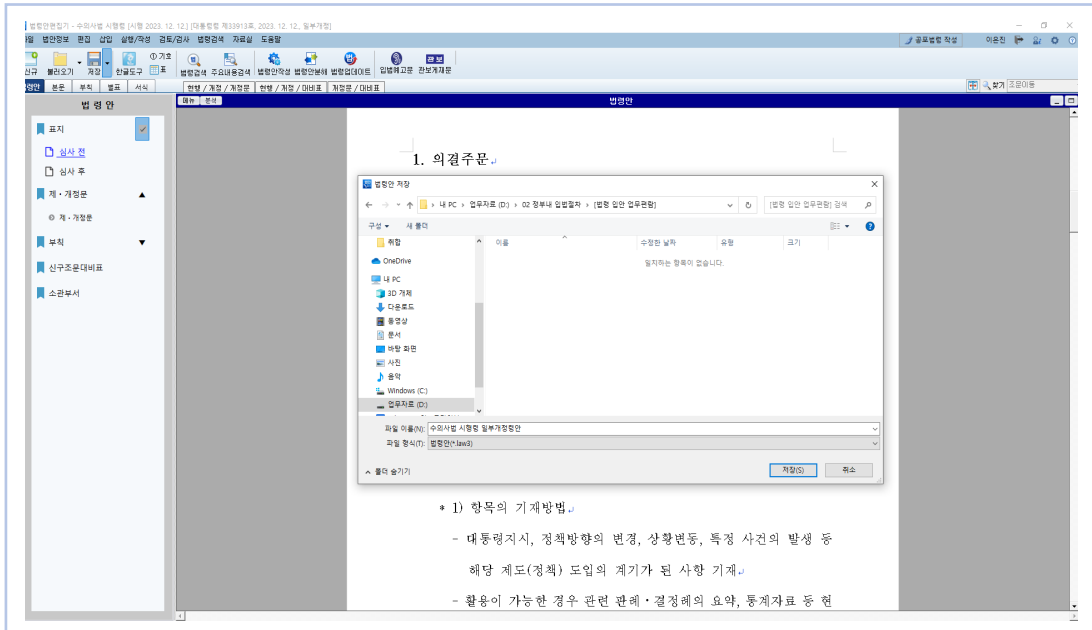 법령안편집기 - 수의사법 시행령 [시행 2023. 12. 12.] [대통령령 제33913호, 2023. 12. 12., 일부개정]
일 법안정보 편집 삽입 실행/작성 검토/검사 법령검색 자료실 도움말
공포법령 작성 이은진
신규 불러오기 저장 한글도구 ①기호 표 법령검색 주요내용검색 법령안작성 법령안분해 법령업데이트 입법예고문 관보게재문
법령안 본문 부칙 별표 서식 현행 / 개정 / 개정문 현행 / 개정 / 대비표 개정문 / 대비표 찾기 조문이동
법 령 안
메뉴 분석 법령안
표지
심사 전
심사 후
제·개정문
제·개정문
부칙
신구조문대비표
소관부서
1. 의결주문
법령안 저장
내 PC › 업무자료 (D:) › 02 정부내 입법절차 › [법령 입안 업무편람]
[법령 입안 업무편람] 검색
구성 새 폴더
이름 수정한 날짜 유형 크기
일치하는 항목이 없습니다.
취합
OneDrive
내 PC
3D 개체
다운로드
동영상
문서
바탕 화면
사진
음악
Windows (C:)
업무자료 (D:)
파일 이름(N): 수의사법 시행령 일부개정령안
파일 형식(T): 법령안(*.law3)
폴더 숨기기 저장(S) 취소
* 1) 항목의 기재방법
- 대통령지시, 정책방향의 변경, 상황변동, 특정 사건의 발생 등
해당 제도(정책) 도입의 계기가 된 사항 기재
- 활용이 가능한 경우 관련 판례·결정례의 요약, 통계자료 등 현